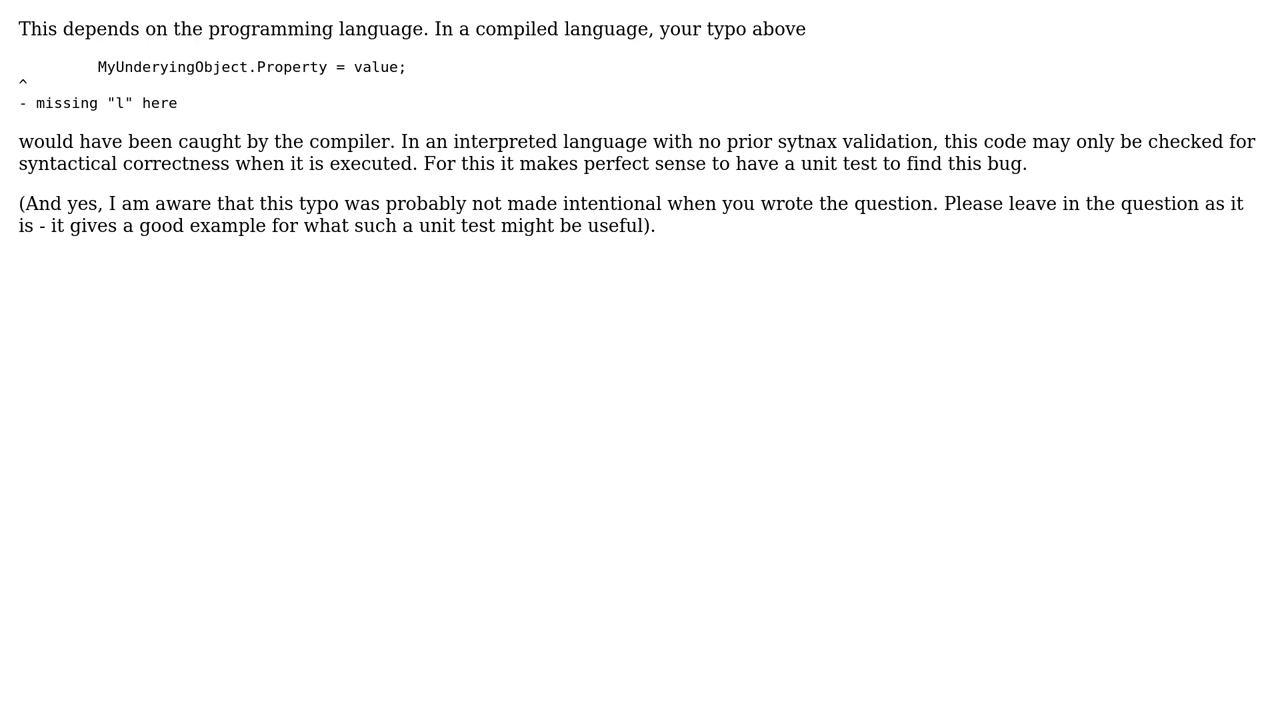 This depends on the programming language. In a compiled language, your typo above
MyUnderyingObject.Property = value;
^
- missing "l" here
would have been caught by the compiler. In an interpreted language with no prior sytnax validation, this code may only be checked for
syntactical correctness when it is executed. For this it makes perfect sense to have a unit test to find this bug.
(And yes, I am aware that this typo was probably not made intentional when you wrote the question. Please leave in the question as it
is - it gives a good example for what such a unit test might be useful).